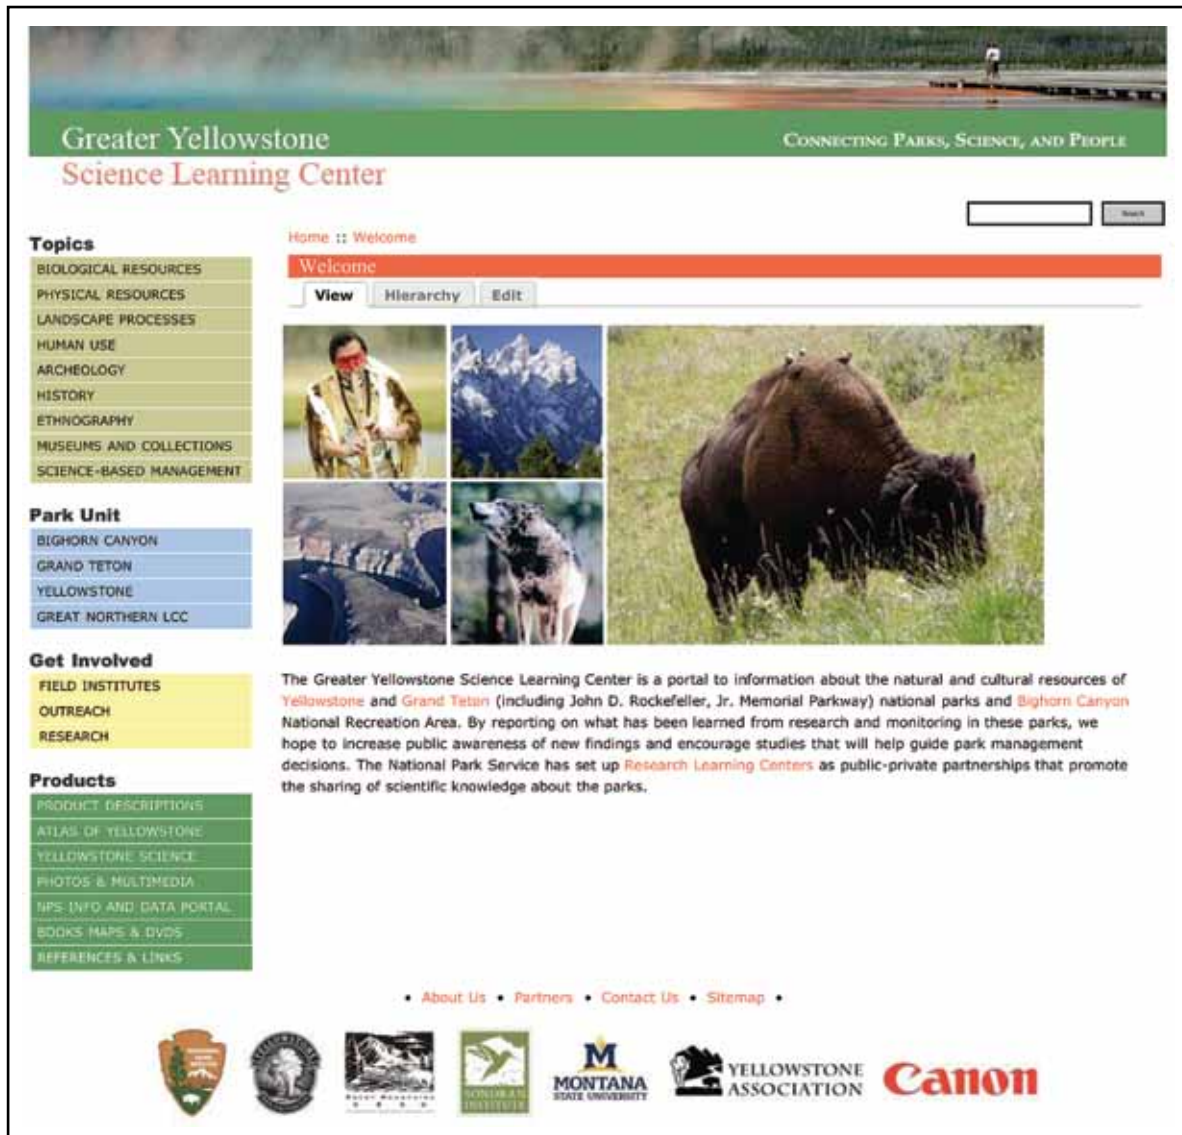 Greater Yellowstone
CONNECTING PARKS, SCIENCE, AND PEOPLE
Science Learning Center
Search
Topics
BIOLOGICAL RESOURCES
PHYSICAL RESOURCES
LANDSCAPE PROCESSES
HUMAN USE
ARCHEOLOGY
HISTORY
ETHNOGRAPHY
MUSEUMS AND COLLECTIONS
SCIENCE-BASED MANAGEMENT
Park Unit
BIGHORN CANYON
GRAND TETON
YELLOWSTONE
GREAT NORTHERN LCC
Get Involved
FIELD INSTITUTES
OUTREACH
RESEARCH
Products
PRODUCT DESCRIPTIONS
ATLAS OF YELLOWSTONE
YELLOWSTONE SCIENCE
PHOTOS & MULTIMEDIA
NPS INFO AND DATA PORTAL
BOOKS MAPS & DVDS
REFERENCES & LINKS
Home :: Welcome
Welcome
View Hierarchy Edit
The Greater Yellowstone Science Learning Center is a portal to information about the natural and cultural resources of
Yellowstone and Grand Teton (including John D. Rockefeller, Jr. Memorial Parkway) national parks and Bighorn Canyon
National Recreation Area. By reporting on what has been learned from research and monitoring in these parks, we
hope to increase public awareness of new findings and encourage studies that will help guide park management
decisions. The National Park Service has set up Research Learning Centers as public-private partnerships that promote
the sharing of scientific knowledge about the parks.
• About Us • Partners • Contact Us • Sitemap •
YELLOWSTONE
Rocky Mountains
CESU
SONORAN
INSTITUTE
M
MONTANA
STATE UNIVERSITY
YELLOWSTONE
ASSOCIATION
Canon